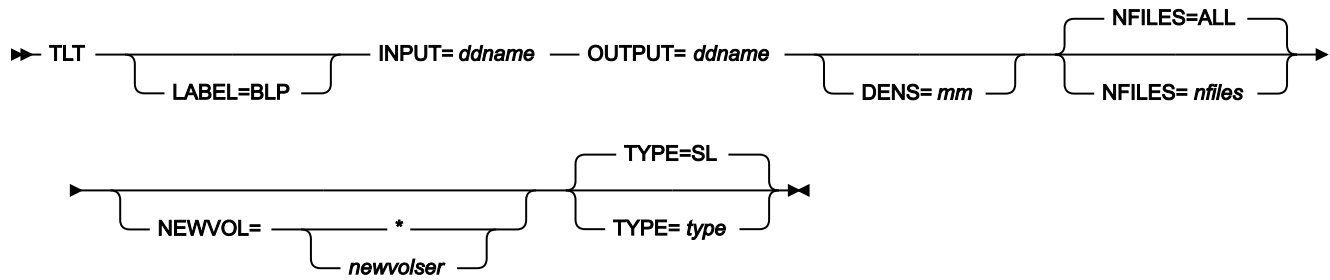 NFILES=ALL
TLT INPUT= ddname OUTPUT= ddname
LABEL=BLP DENS= mm NFILES= nfiles
TYPE=SL
NEWVOL= * TYPE= type
newvolser